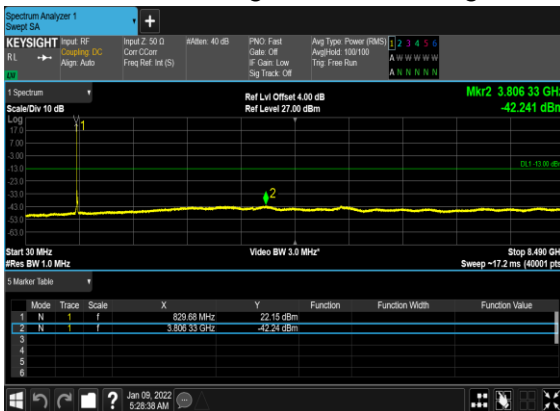 Spectrum Analyzer 1
Swept SA
KEYSIGHT Input: RF Input Z: 50 Ω #Atten: 40 dB PNO: Fast Avg Type: Power (RMS) 1 2 3 4 5 6
RL Coupling: DC Corr CCorr Gate: Off Avg|Hold: 100/100 A W W W W W
Align: Auto Freq Ref: Int (S) IF Gain: Low Trig: Free Run
LV Sig Track: Off A N N N N N
1 Spectrum Ref Lvl Offset 4.00 dB Mkr2 3.806 33 GHz
Scale/Div 10 dB Ref Level 27.00 dBm -42.241 dBm
Log
17.0
7.00
-3.00
-13.0
-23.0
-33.0
-43.0
-53.0
-63.0
1
DL1 -13.00 dBm
2
Start 30 MHz Video BW 3.0 MHz* Stop 8.490 GHz
#Res BW 1.0 MHz Sweep ~17.2 ms (40001 pts)
5 Marker Table
Mode Trace Scale X Y Function Function Width Function Value
1 N 1 f 829.68 MHz 22.15 dBm
2 N 1 f 3.806 33 GHz -42.24 dBm
3
4
5
6
? Jan 09, 2022
5:28:38 AM